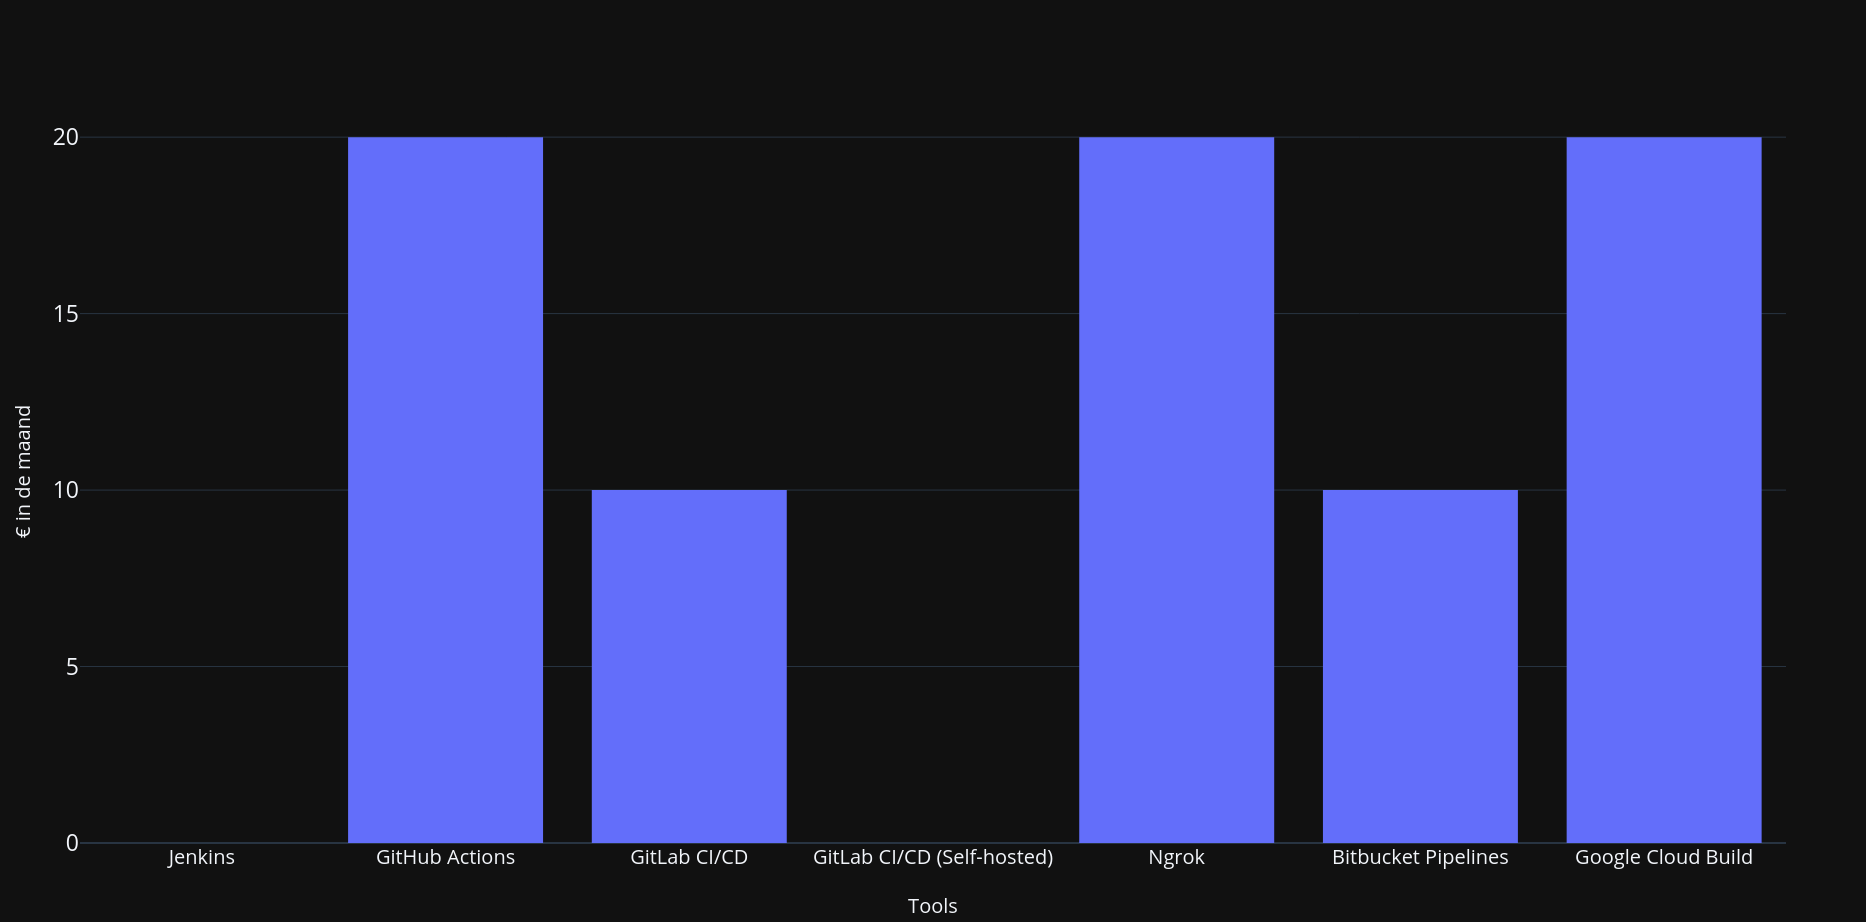 20
15
10
5
0
€ in de maand
Jenkins
GitHub Actions
GitLab CI/CD
GitLab CI/CD (Self-hosted)
Ngrok
Bitbucket Pipelines
Google Cloud Build
Tools